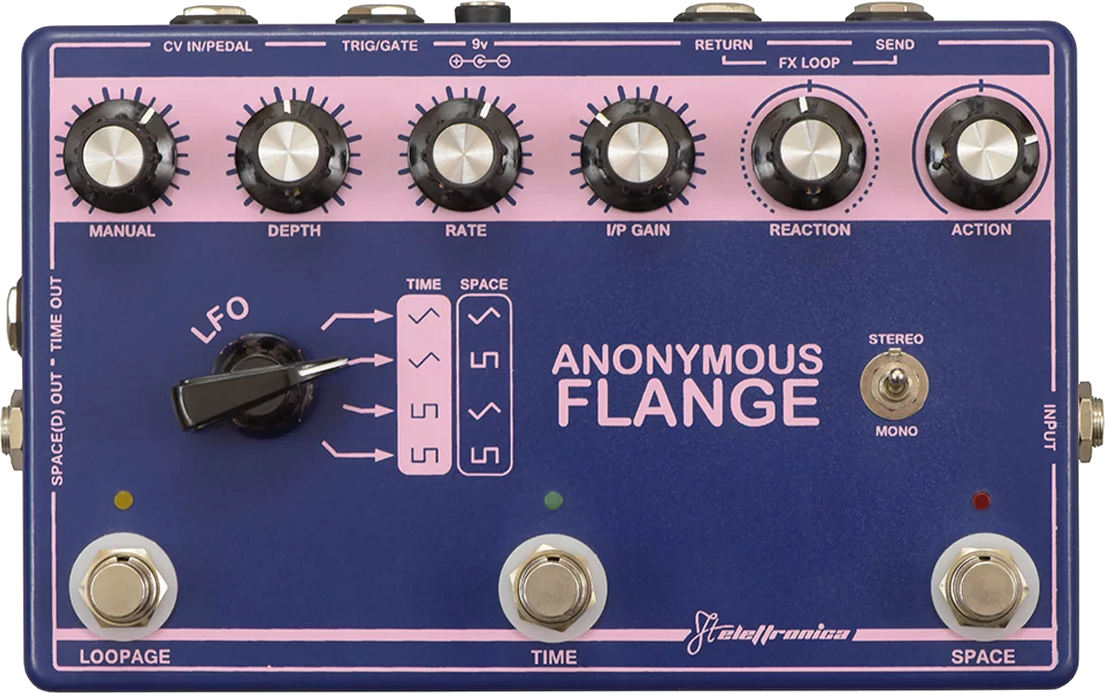 CV IN/PEDAL
TRIG/GATE
9v
RETURN
SEND
FX LOOP
MANUAL
DEPTH
RATE
I/P GAIN
REACTION
ACTION
SPACE(D) OUT - TIME OUT
LFO
TIME
SPACE
ANONYMOUS
FLANGE
STEREO
MONO
INPUT
ft elettronica
LOOPAGE
TIME
SPACE